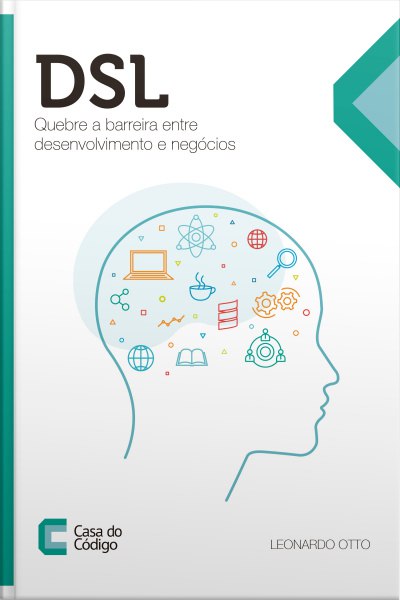 DSL
Quebre a barreira entre
desenvolvimento e negócios
Casa do
Código
LEONARDO OTTO